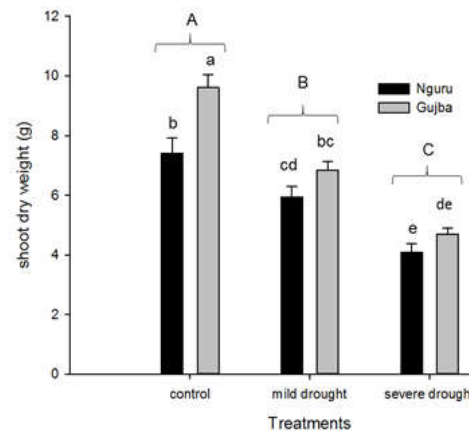 12
10
8
6
4
2
0
shoot dry weight (g)
A
a
b
B
bc
cd
C
de
e
Nguru
Gujba
control
mild drought
severe drough
Treatments